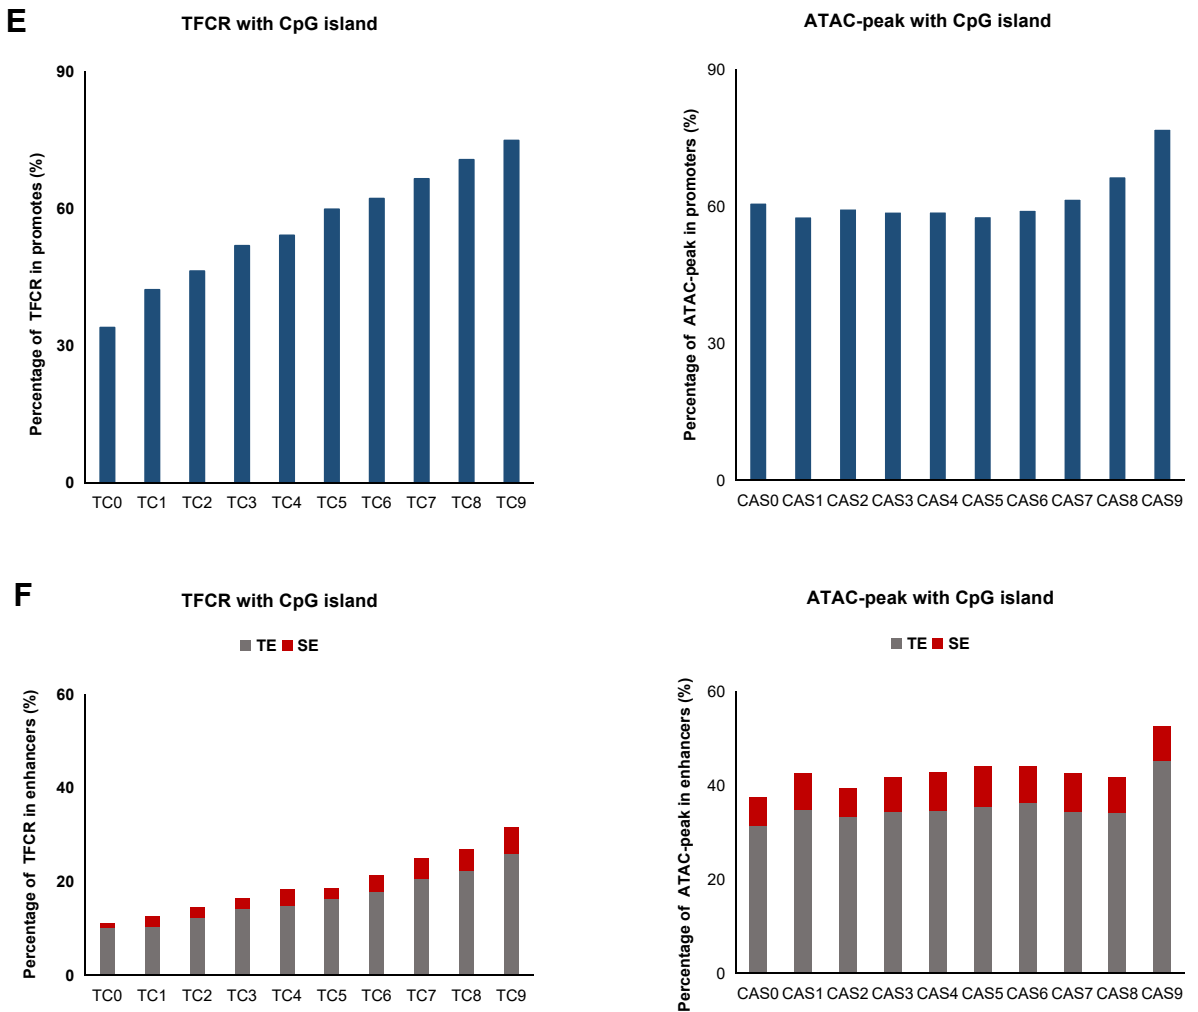 E
TFCR with CpG island
Percentage of TFCR in promotes (%)
90
60
30
0
TC0 TC1 TC2 TC3 TC4 TC5 TC6 TC7 TC8 TC9
ATAC-peak with CpG island
Percentage of ATAC-peak in promoters (%)
90
60
30
0
CAS0 CAS1 CAS2 CAS3 CAS4 CAS5 CAS6 CAS7 CAS8 CAS9
F
TFCR with CpG island
TE SE
Percentage of TFCR in enhancers (%)
60
40
20
0
TC0 TC1 TC2 TC3 TC4 TC5 TC6 TC7 TC8 TC9
ATAC-peak with CpG island
TE SE
Percentage of ATAC-peak in enhancers (%)
60
40
20
0
CAS0 CAS1 CAS2 CAS3 CAS4 CAS5 CAS6 CAS7 CAS8 CAS9